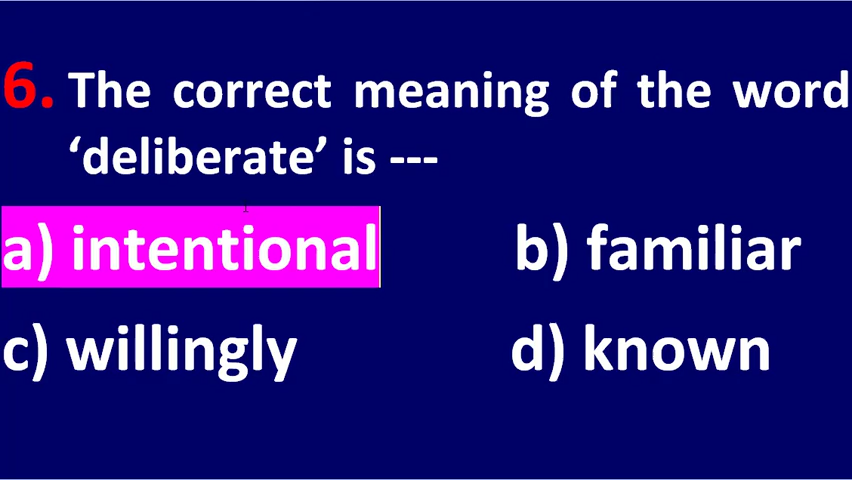 6. The correct meaning of the word
‘deliberate’ is ---
a) intentional b) familiar
c) willingly d) known